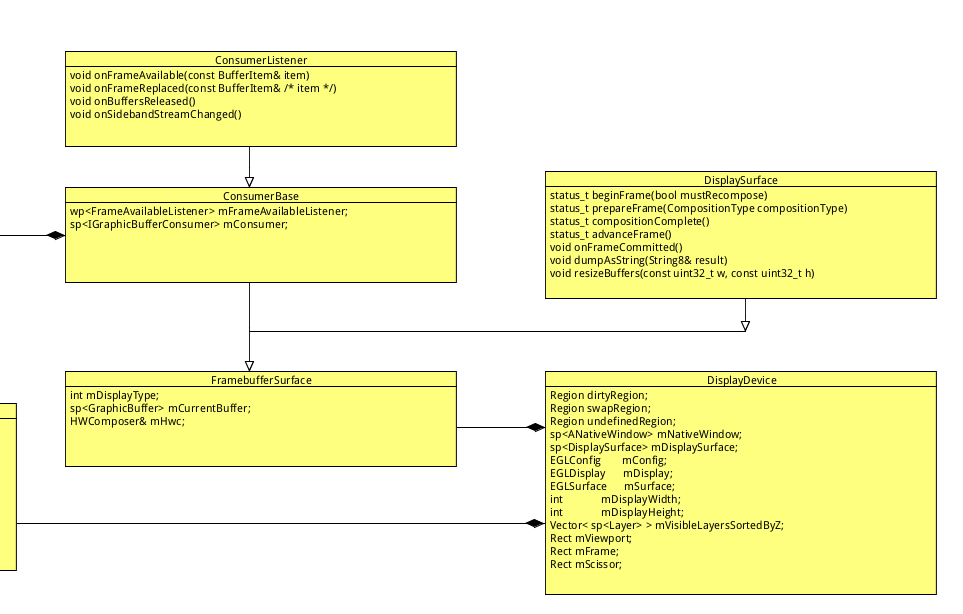 ConsumerListener
void onFrameAvailable(const BufferItem& item)
void onFrameReplaced(const BufferItem& /* item */)
void onBuffersReleased()
void onSidebandStreamChanged()
ConsumerBase
wp<FrameAvailableListener> mFrameAvailableListener;
sp<IGraphicBufferConsumer> mConsumer;
DisplaySurface
status_t beginFrame(bool mustRecompose)
status_t prepareFrame(CompositionType compositionType)
status_t compositionComplete()
status_t advanceFrame()
void onFrameCommitted()
void dumpAsString(String8& result)
void resizeBuffers(const uint32_t w, const uint32_t h)
FramebufferSurface
int mDisplayType;
sp<GraphicBuffer> mCurrentBuffer;
HWComposer& mHwc;
DisplayDevice
Region dirtyRegion;
Region swapRegion;
Region undefinedRegion;
sp<ANativeWindow> mNativeWindow;
sp<DisplaySurface> mDisplaySurface;
EGLConfig mConfig;
EGLDisplay mDisplay;
EGLSurface mSurface;
int mDisplayWidth;
int mDisplayHeight;
Vector< sp<Layer> > mVisibleLayersSortedByZ;
Rect mViewport;
Rect mFrame;
Rect mScissor;